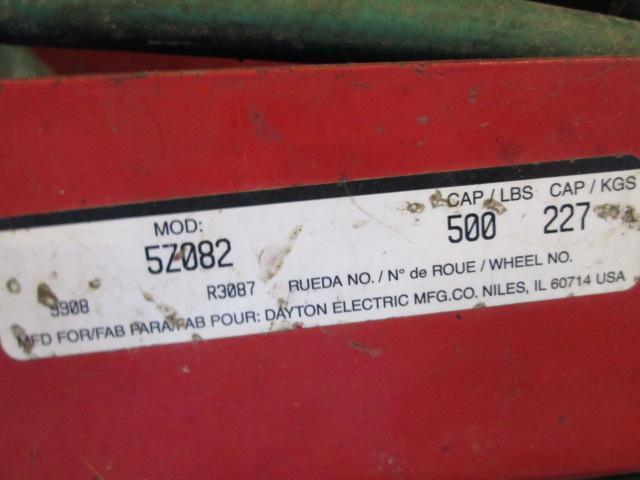 MOD: CAP / LBS CAP / KGS
5Z082 500 227
9908 R3087 RUEDA NO. / N° de ROUE / WHEEL NO.
MFD FOR/FAB PARA/FAB POUR: DAYTON ELECTRIC MFG.CO. NILES, IL 60714 USA